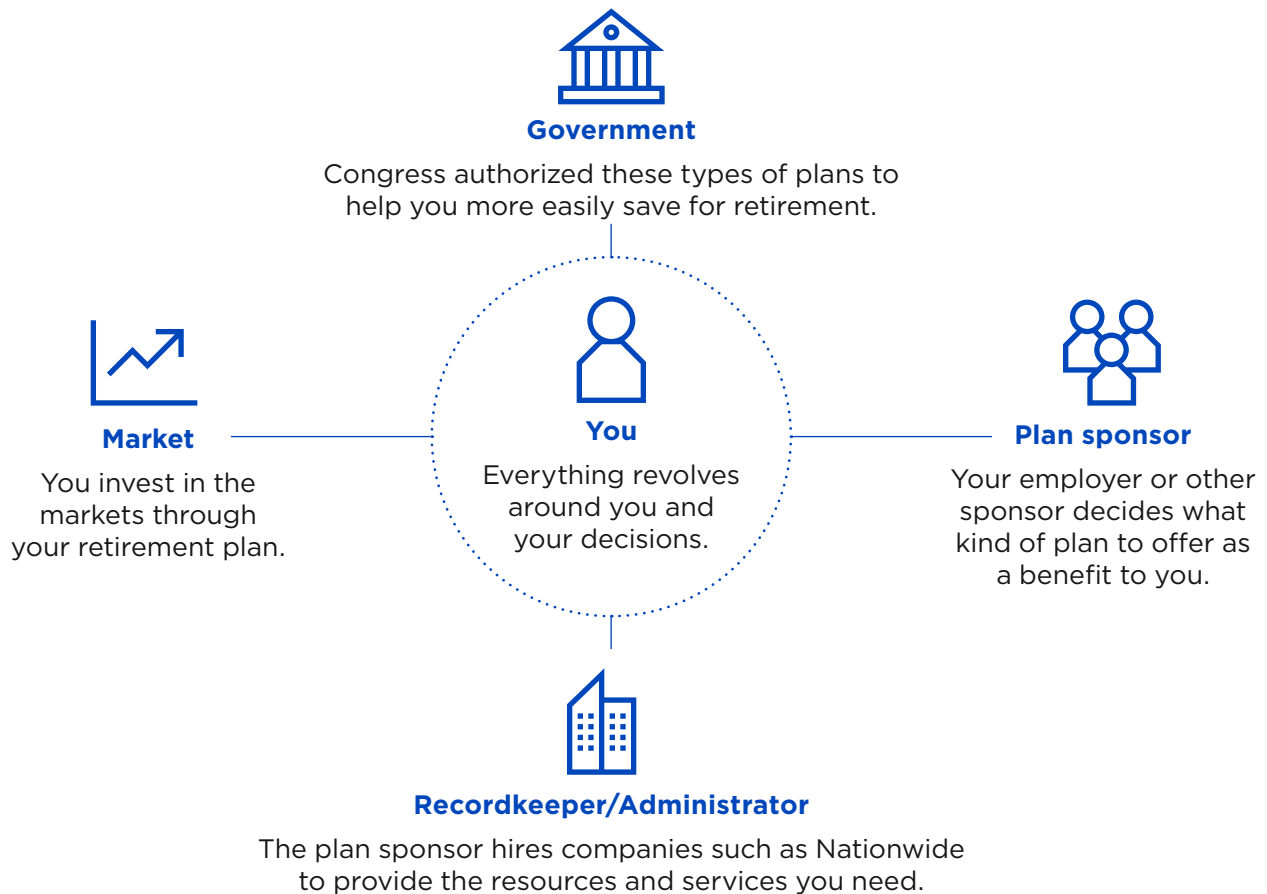 Government
Congress authorized these types of plans to
help you more easily save for retirement.
Market
You invest in the
markets through
your retirement plan.
You
Everything revolves
around you and
your decisions.
Plan sponsor
Your employer or other
sponsor decides what
kind of plan to offer as
a benefit to you.
Recordkeeper/Administrator
The plan sponsor hires companies such as Nationwide
to provide the resources and services you need.